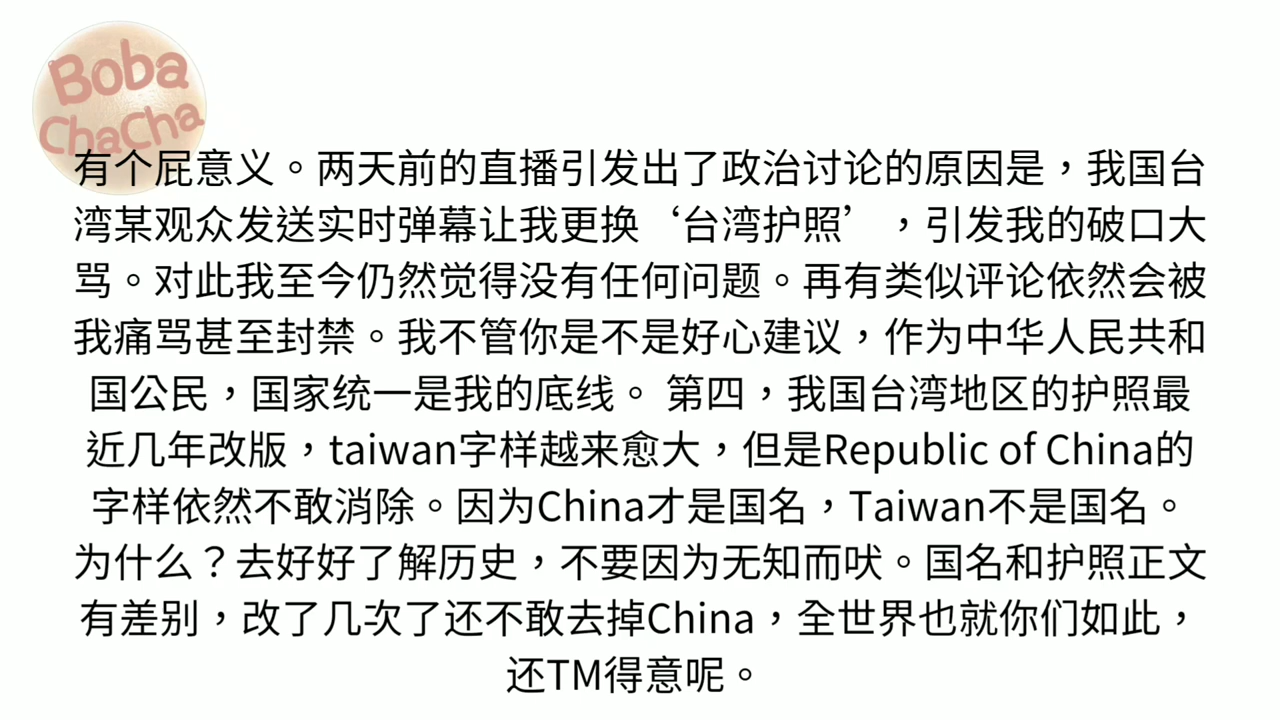 Boba
ChaCha
有个屁意义。两天前的直播引发出了政治讨论的原因是，我国台
湾某观众发送实时弹幕让我更换‘台湾护照’，引发我的破口大
骂。对此我至今仍然觉得没有任何问题。再有类似评论依然会被
我痛骂甚至封禁。我不管你是不是好心建议，作为中华人民共和
国公民，国家统一是我的底线。 第四，我国台湾地区的护照最
近几年改版，taiwan字样越来愈大，但是Republic of China的
字样依然不敢消除。因为China才是国名，Taiwan不是国名。
为什么？去好好了解历史，不要因为无知而吠。国名和护照正文
有差别，改了几次了还不敢去掉China，全世界也就你们如此，
还TM得意呢。